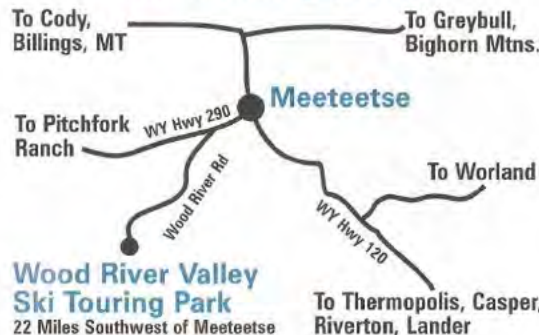 To Cody,
Billings, MT
To Greybull,
Bighorn Mtns.
Meeteetse
WY Hwy 290
To Pitchfork
Ranch
Wood River Rd
To Worland
WY Hwy 120
Wood River Valley
Ski Touring Park
22 Miles Southwest of Meeteetse
To Thermopolis, Casper,
Riverton, Lander